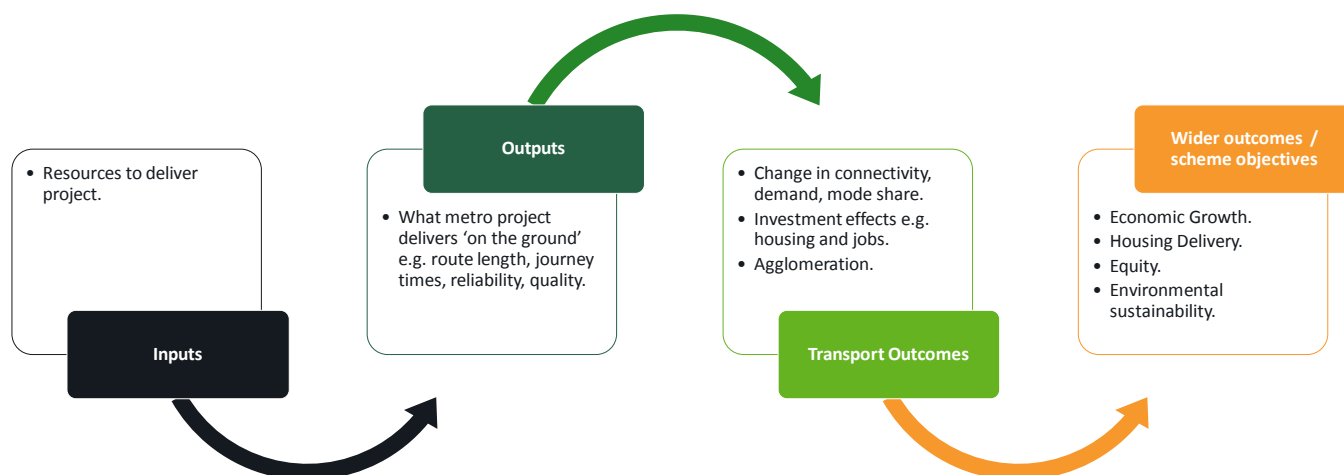 • Resources to deliver
project.
Inputs
Outputs
• What metro project
delivers ‘on the ground’
e.g. route length, journey
times, reliability, quality.
• Change in connectivity,
demand, mode share.
• Investment effects e.g.
housing and jobs.
• Agglomeration.
Transport Outcomes
Wider outcomes /
scheme objectives
• Economic Growth.
• Housing Delivery.
• Equity.
• Environmental
sustainability.